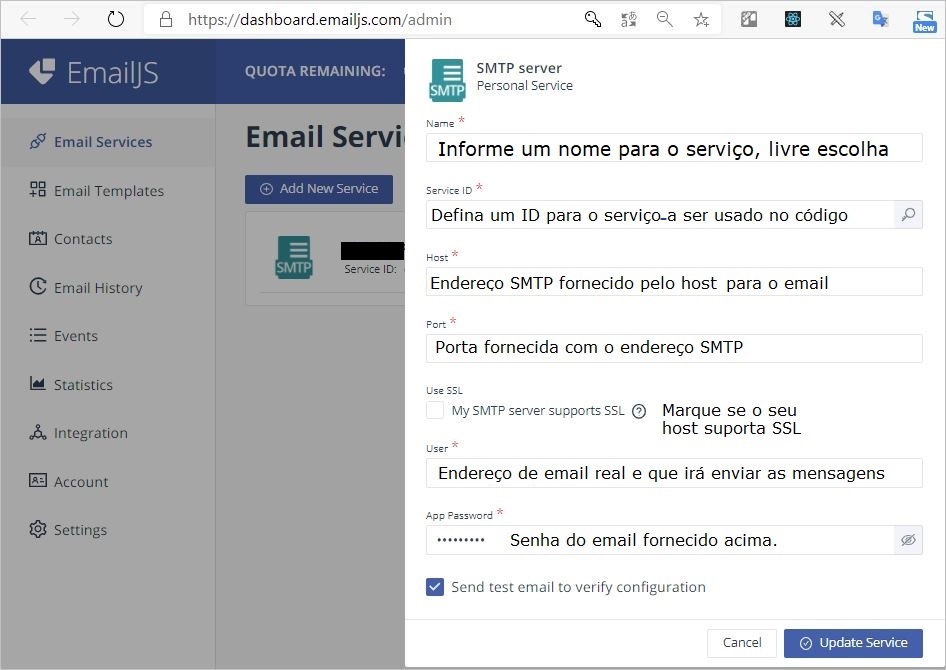 https://dashboard.emailjs.com/admin
New
EmailJS
QUOTA REMAINING:
Email Services
Email Templates
Contacts
Email History
Events
Statistics
Integration
Account
Settings
Email Servi
Add New Service
SMTP
Service ID:
SMTP
SMTP server
Personal Service
Name *
Informe um nome para o serviço, livre escolha
Service ID *
Defina um ID para o serviço-a ser usado no código
Host *
Endereço SMTP fornecido pelo host para o email
Port *
Porta fornecida com o endereço SMTP
Use SSL
My SMTP server supports SSL ?
Marque se o seu
host suporta SSL
User *
Endereço de email real e que irá enviar as mensagens
App Password *
••••••••• Senha do email fornecido acima.
Send test email to verify configuration
Cancel
Update Service